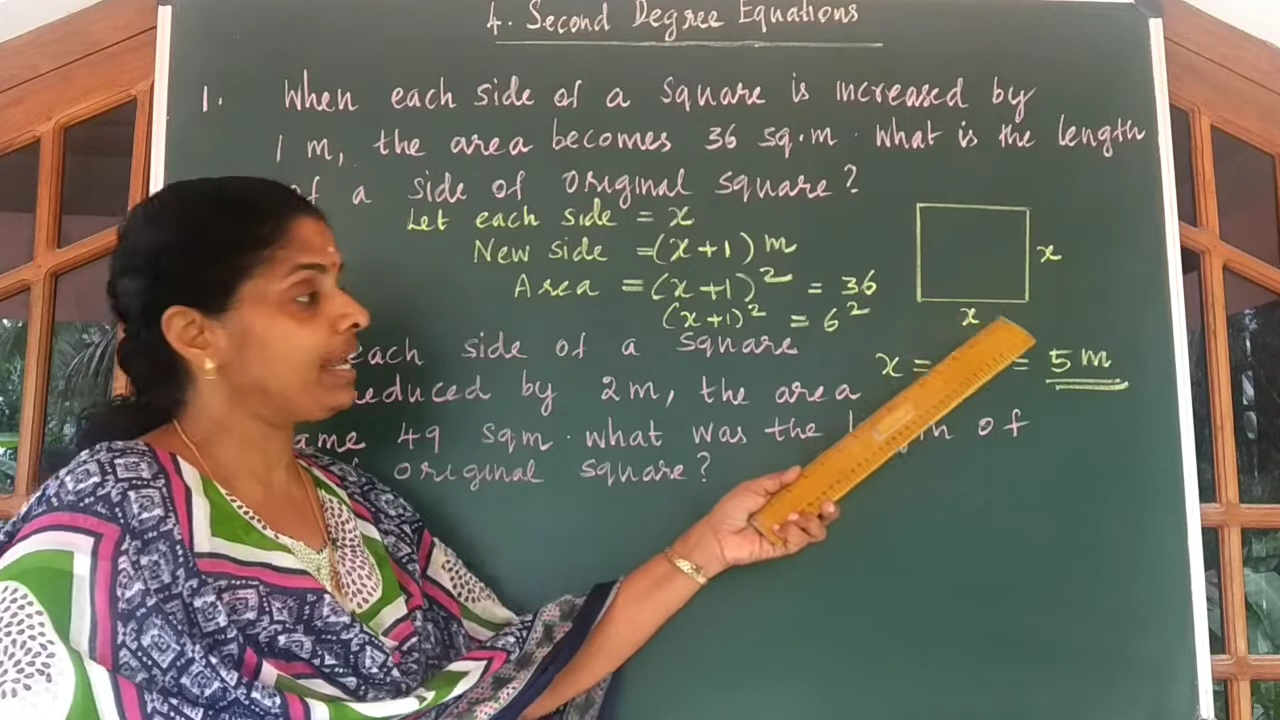 4. Second Degree Equations
1. When each side of a square is increased by
1 m, the area becomes 36 sq.m. What is the length
of a side of original square?
Let each side = x
New side = (x+1) m
Area = (x+1)² = 36
(x+1)² = 6²
x
x
x = = 5 m
each side of a square
reduced by 2m, the area
49 sqm. what was the of
original square?